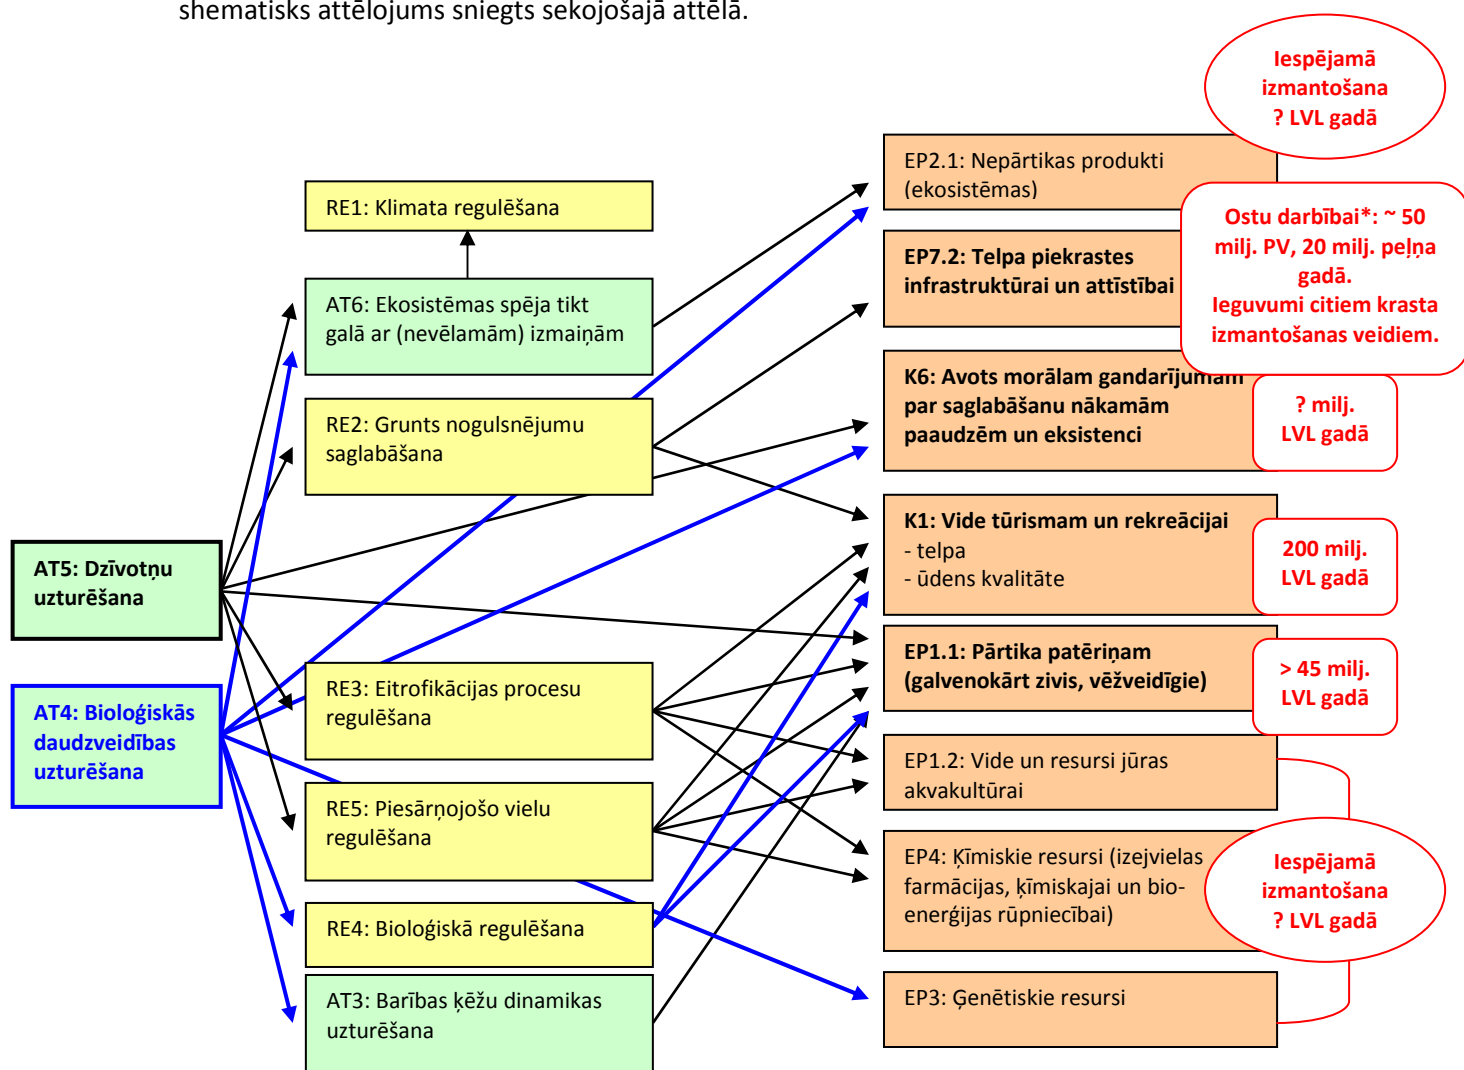 shematisks attēlojums sniegts sekojošajā attēlā.
Iespējamā
izmantošana
? LVL gadā
EP2.1: Nepārtikas produkti
(ekosistēmas)
RE1: Klimata regulēšana
Ostu darbībai*: ~ 50
milj. PV, 20 milj. peļņa
gadā.
Ieguvumi citiem krasta
izmantošanas veidiem.
EP7.2: Telpa piekrastes
infrastruktūrai un attīstībai
AT6: Ekosistēmas spēja tikt
galā ar (nevēlamām) izmaiņām
K6: Avots morālam gandarījumam
par saglabāšanu nākamām
paaudzēm un eksistenci
? milj.
LVL gadā
RE2: Grunts nogulsnējumu
saglabāšana
K1: Vide tūrismam un rekreācijai
- telpa
- ūdens kvalitāte
200 milj.
LVL gadā
AT5: Dzīvotņu
uzturēšana
EP1.1: Pārtika patēriņam
(galvenokārt zivis, vēžveidīgie)
> 45 milj.
LVL gadā
RE3: Eitrofikācijas procesu
regulēšana
AT4: Bioloģiskās
daudzveidības
uzturēšana
EP1.2: Vide un resursi jūras
akvakultūrai
RE5: Piesārņojošo vielu
regulēšana
EP4: Ķīmiskie resursi (izejvielas
farmācijas, ķīmiskajai un bio-
enerģijas rūpniecībai)
Iespējamā
izmantošana
? LVL gadā
RE4: Bioloģiskā regulēšana
AT3: Barības ķēžu dinamikas
uzturēšana
EP3: Ģenētiskie resursi